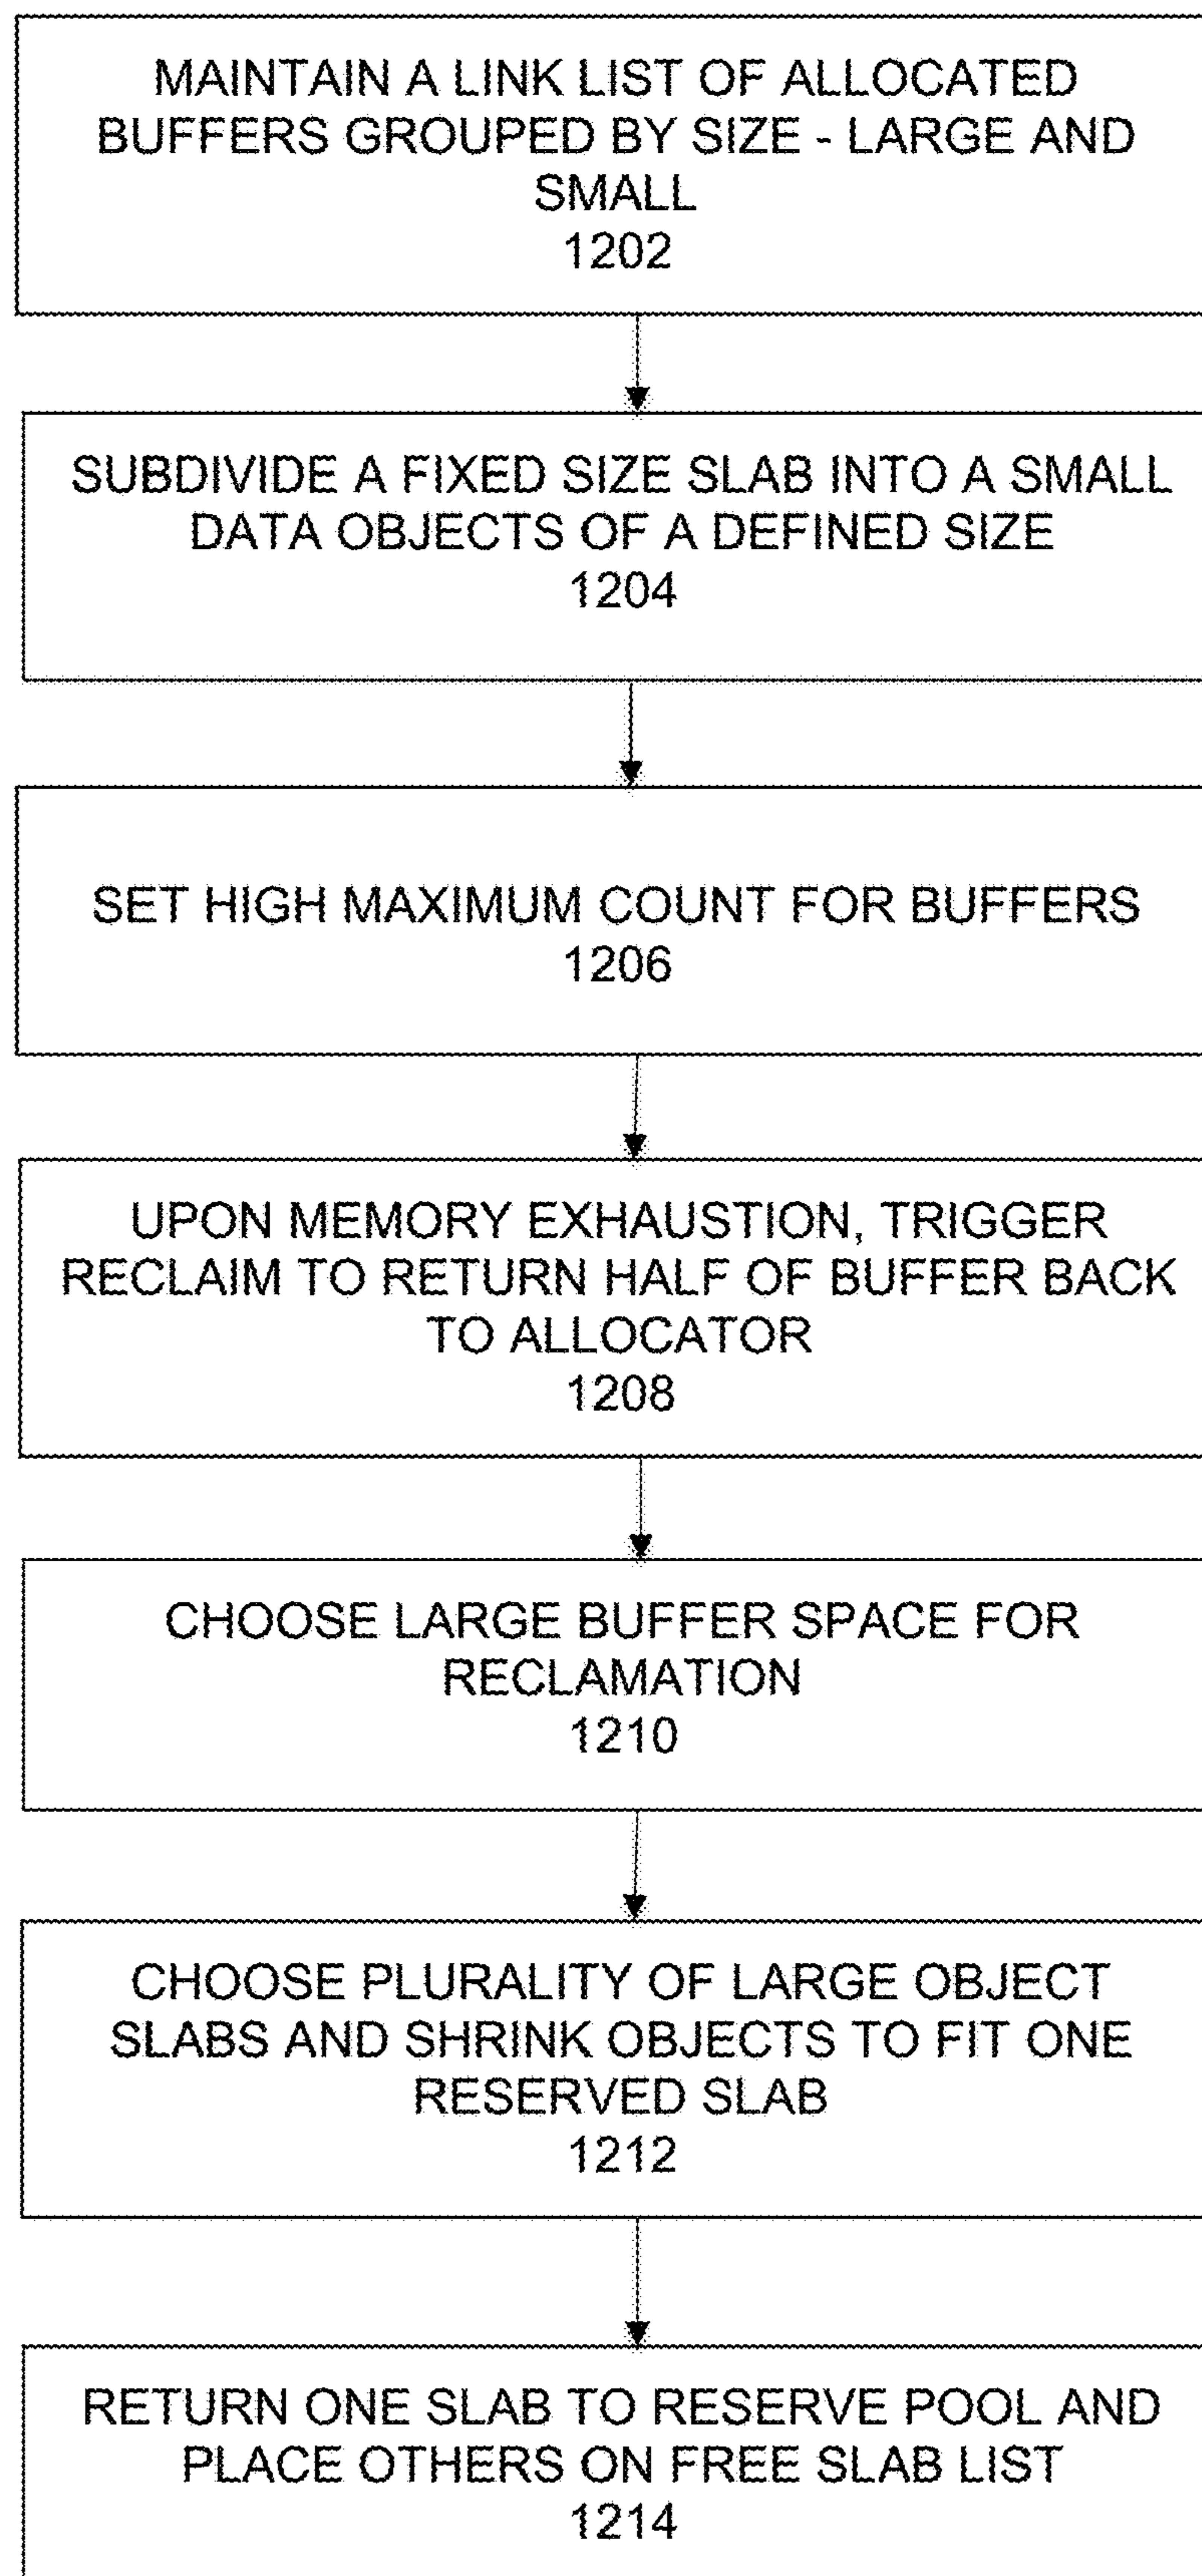 MAINTAIN A LINK LIST OF ALLOCATED
BUFFERS GROUPED BY SIZE - LARGE AND
SMALL
1202
SUBDIVIDE A FIXED SIZE SLAB INTO A SMALL
DATA OBJECTS OF A DEFINED SIZE
1204
SET HIGH MAXIMUM COUNT FOR BUFFERS
1206
UPON MEMORY EXHAUSTION, TRIGGER
RECLAIM TO RETURN HALF OF BUFFER BACK
TO ALLOCATOR
1208
CHOOSE LARGE BUFFER SPACE FOR
RECLAMATION
1210
CHOOSE PLURALITY OF LARGE OBJECT
SLABS AND SHRINK OBJECTS TO FIT ONE
RESERVED SLAB
1212
RETURN ONE SLAB TO RESERVE POOL AND
PLACE OTHERS ON FREE SLAB LIST
1214